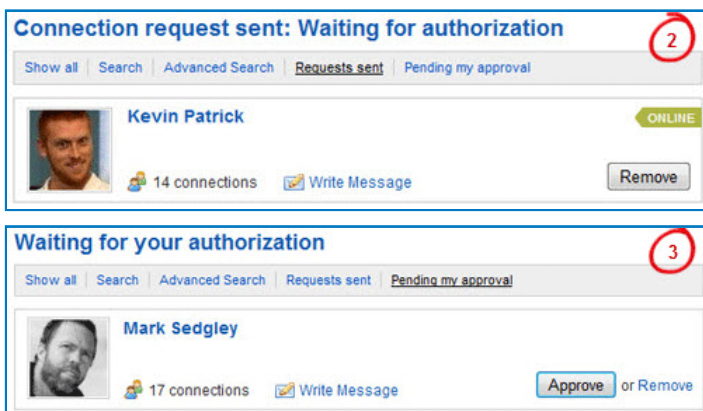 Connection request sent: Waiting for authorization
2
Show all Search Advanced Search Requests sent Pending my approval
Kevin Patrick
ONLINE
14 connections Write Message Remove
Waiting for your authorization
3
Show all Search Advanced Search Requests sent Pending my approval
Mark Sedgley
17 connections Write Message Approve or Remove